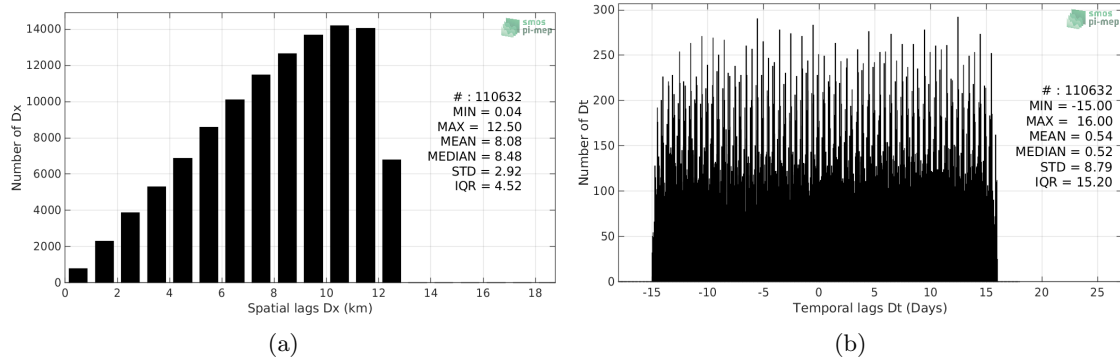 14000
12000
10000
8000
6000
4000
2000
0
Number of Dx
smos
pi-mep
# : 110632
MIN = 0.04
MAX = 12.50
MEAN = 8.08
MEDIAN = 8.48
STD = 2.92
IQR = 4.52
0 2 4 6 8 10 12 14 16 18
Spatial lags Dx (km)
(a)
300
250
200
150
100
50
0
Number of Dt
smos
pi-mep
# : 110632
MIN = -15.00
MAX = 16.00
MEAN = 0.54
MEDIAN = 0.52
STD = 8.79
IQR = 15.20
-15 -10 -5 0 5 10 15 20 25
Temporal lags Dt (Days)
(b)